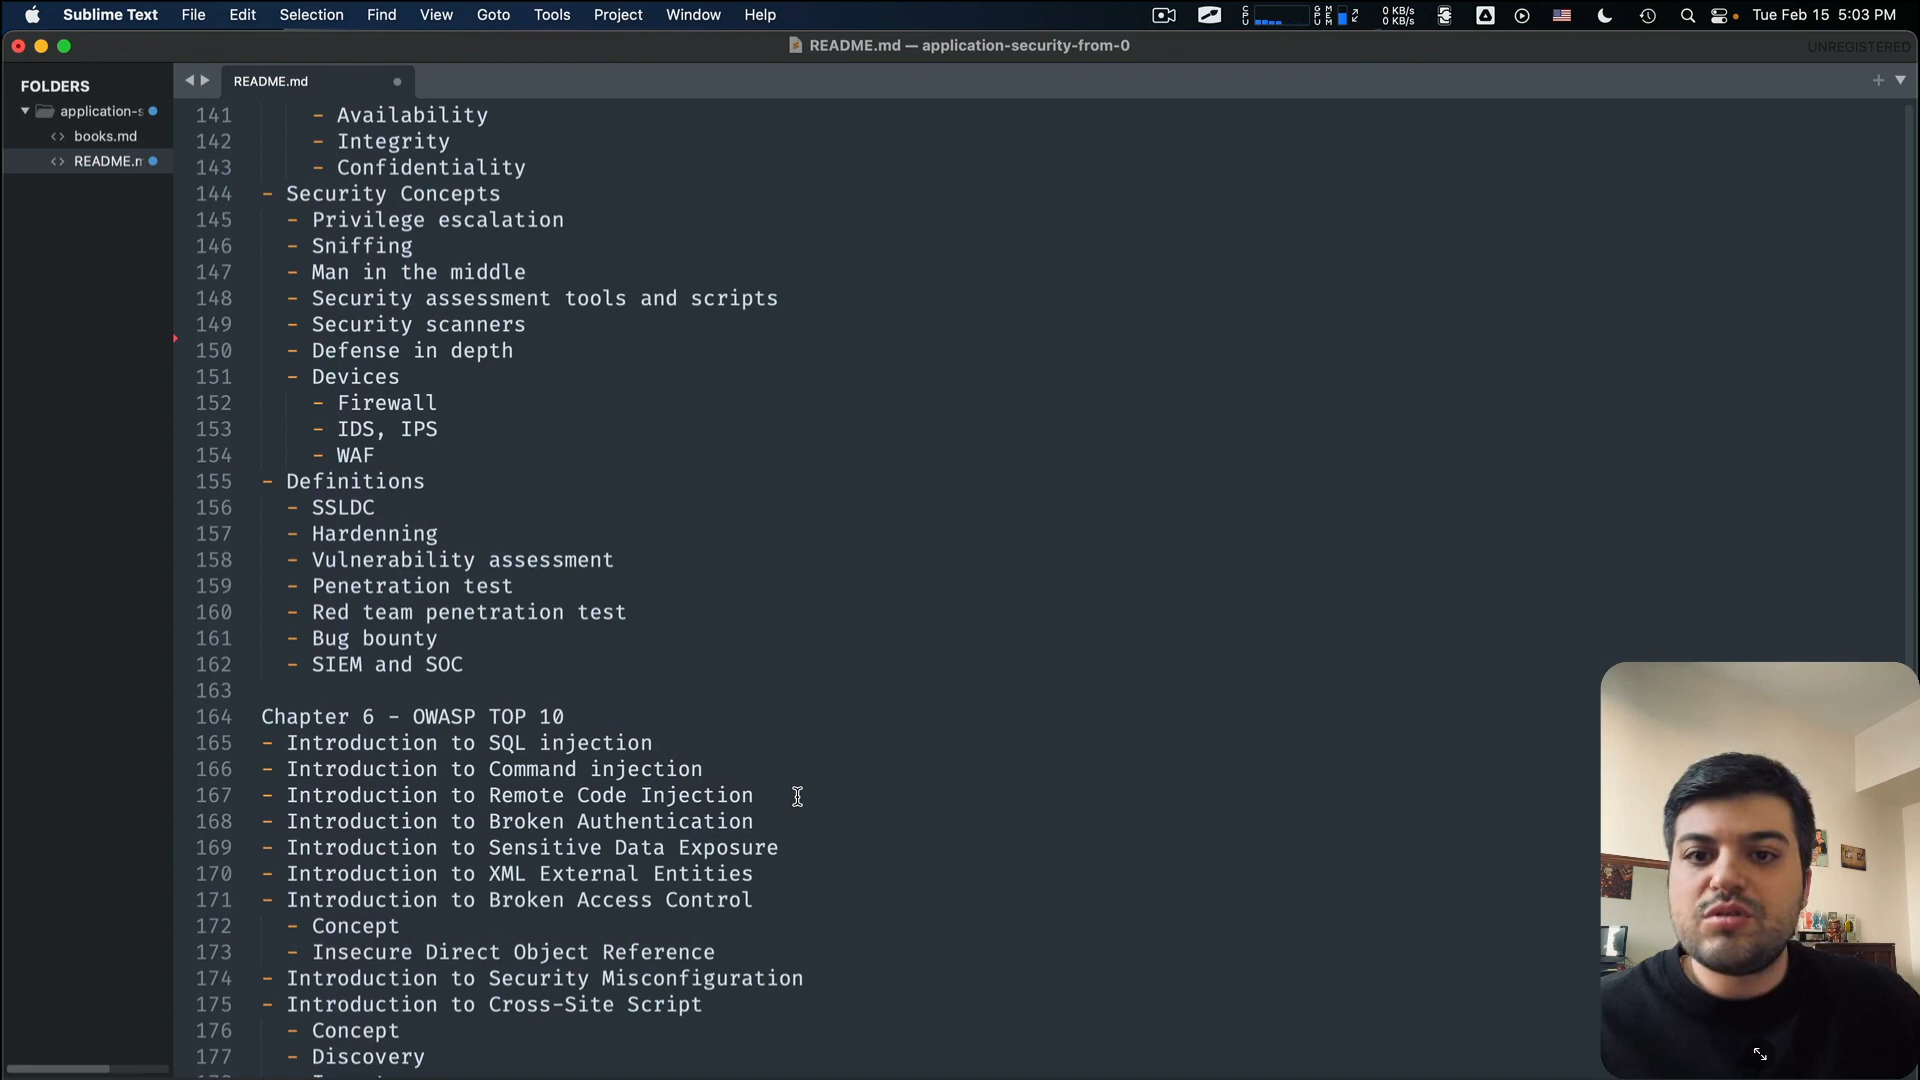 Sublime Text File Edit Selection Find View Goto Tools Project Window Help
CPU GPU MEM 0 KB/s 0 KB/s Tue Feb 15 5:03 PM
README.md — application-security-from-0
UNREGISTERED
FOLDERS
application-s
books.md
README.m
README.md
141 - Availability
142 - Integrity
143 - Confidentiality
144 - Security Concepts
145 - Privilege escalation
146 - Sniffing
147 - Man in the middle
148 - Security assessment tools and scripts
149 - Security scanners
150 - Defense in depth
151 - Devices
152 - Firewall
153 - IDS, IPS
154 - WAF
155 - Definitions
156 - SSLDC
157 - Hardenning
158 - Vulnerability assessment
159 - Penetration test
160 - Red team penetration test
161 - Bug bounty
162 - SIEM and SOC
163
164 Chapter 6 - OWASP TOP 10
165 - Introduction to SQL injection
166 - Introduction to Command injection
167 - Introduction to Remote Code Injection
168 - Introduction to Broken Authentication
169 - Introduction to Sensitive Data Exposure
170 - Introduction to XML External Entities
171 - Introduction to Broken Access Control
172 - Concept
173 - Insecure Direct Object Reference
174 - Introduction to Security Misconfiguration
175 - Introduction to Cross-Site Script
176 - Concept
177 - Discovery